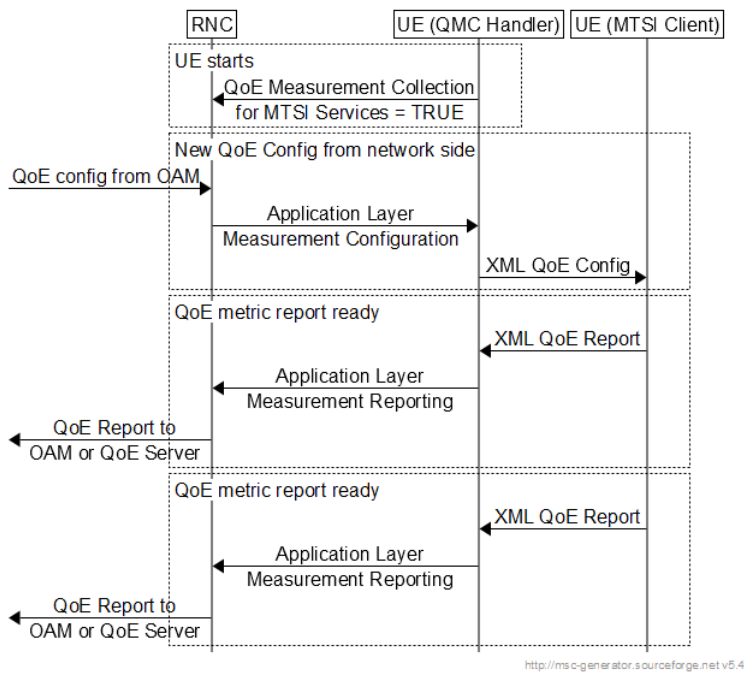 RNC
UE (QMC Handler)
UE (MTSI Client)
UE starts
QoE Measurement Collection
for MTSI Services = TRUE
New QoE Config from network side
QoE config from OAM
Application Layer
Measurement Configuration
XML QoE Config
QoE metric report ready
XML QoE Report
Application Layer
Measurement Reporting
QoE Report to
OAM or QoE Server
QoE metric report ready
XML QoE Report
Application Layer
Measurement Reporting
QoE Report to
OAM or QoE Server
http://msc-generator.sourceforge.net v5.4